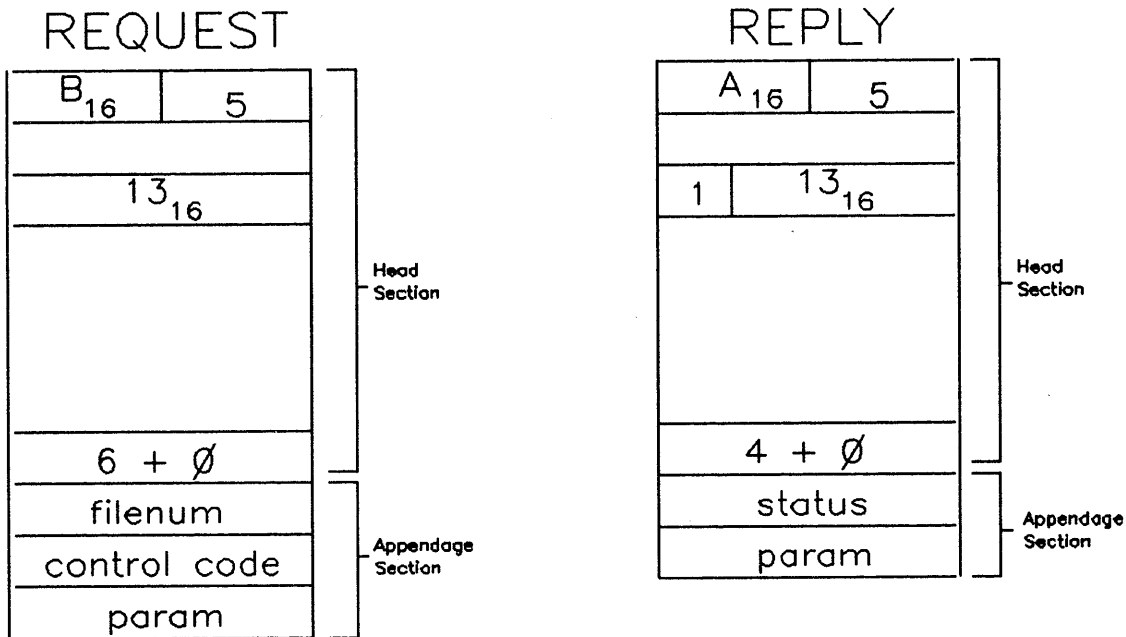 REQUEST
B16 5
1316
Head
Section
6 + Ø
filenum
control code
param
Appendage
Section
REPLY
A16 5
1 1316
Head
Section
4 + Ø
status
param
Appendage
Section